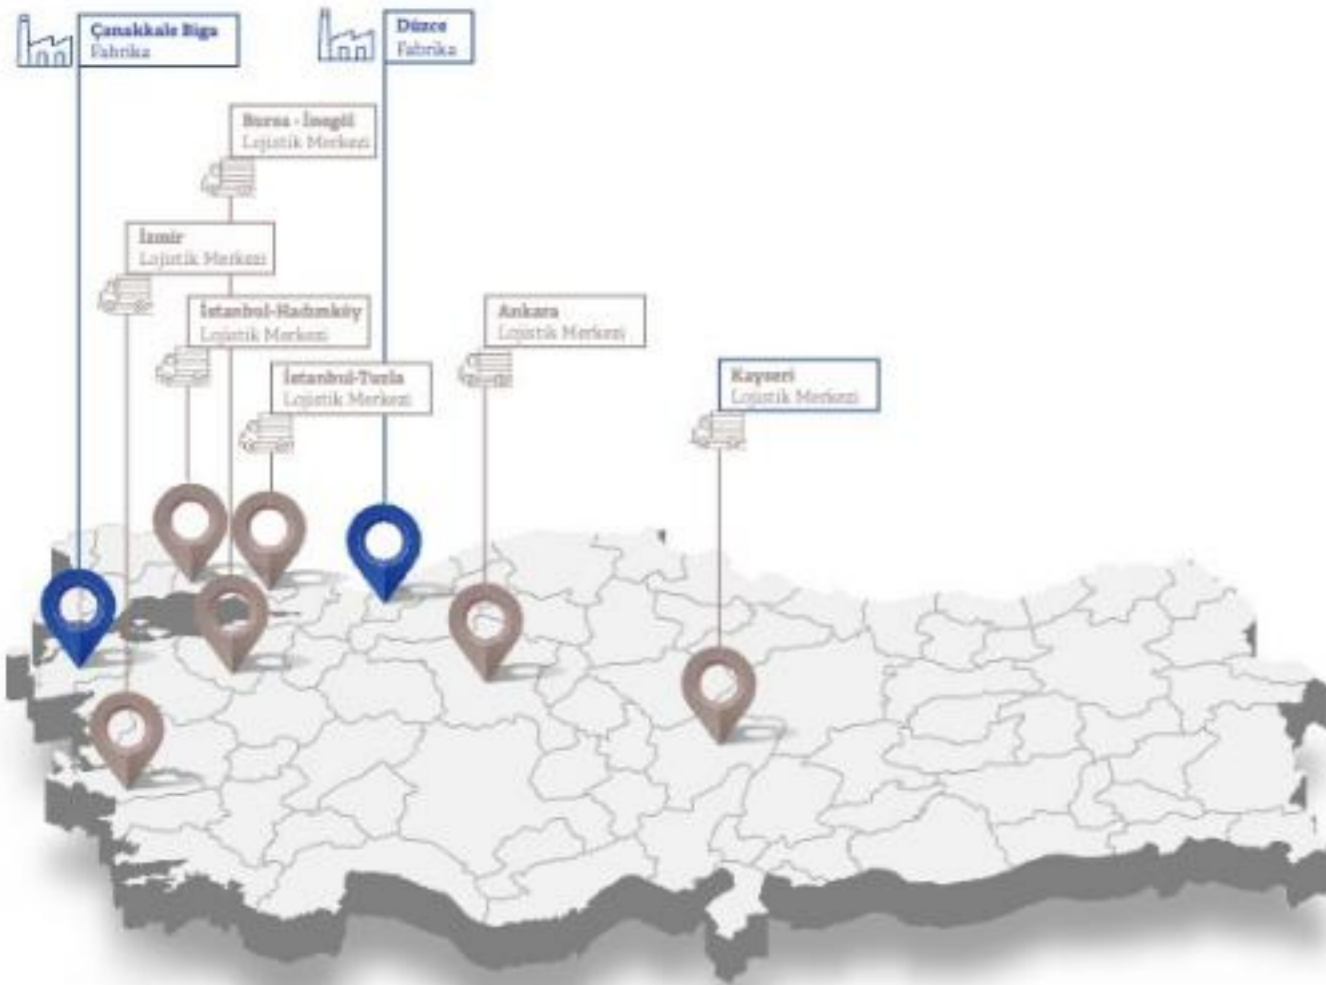 Çanakkale Biga
Fabrika
Düzce
Fabrika
Bursa - İnegöl
Lojistik Merkezi
İzmir
Lojistik Merkezi
İstanbul-Hadımköy
Lojistik Merkezi
Ankara
Lojistik Merkezi
İstanbul-Tuzla
Lojistik Merkezi
Kayseri
Lojistik Merkezi